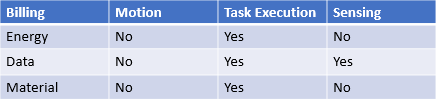 Billing Motion Task Execution Sensing
Energy No Yes No
Data No Yes Yes
Material No Yes No